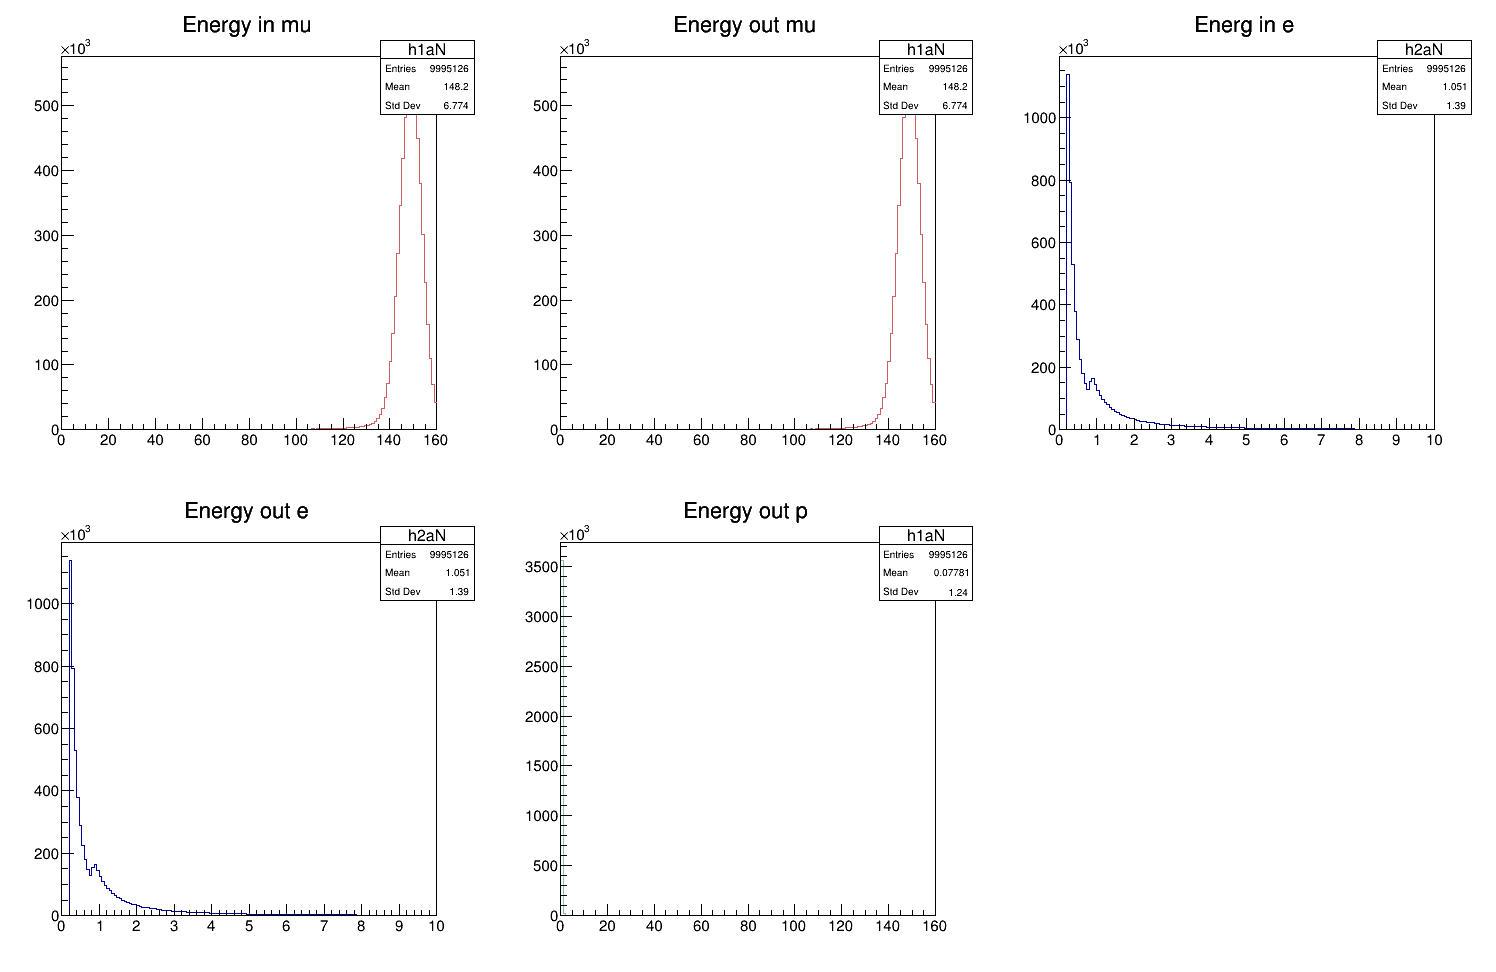 Energy in mu
×10³
h1aN
Entries 9995126
Mean 148.2
Std Dev 6.774
500
400
300
200
100
0
0 20 40 60 80 100 120 140 160
Energy out mu
×10³
h1aN
Entries 9995126
Mean 148.2
Std Dev 6.774
500
400
300
200
100
0
0 20 40 60 80 100 120 140 160
Energ in e
×10³
h2aN
Entries 9995126
Mean 1.051
Std Dev 1.39
1000
800
600
400
200
0
0 1 2 3 4 5 6 7 8 9 10
Energy out e
×10³
h2aN
Entries 9995126
Mean 1.051
Std Dev 1.39
1000
800
600
400
200
0
0 1 2 3 4 5 6 7 8 9 10
Energy out p
×10³
h1aN
Entries 9995126
Mean 0.07781
Std Dev 1.24
3500
3000
2500
2000
1500
1000
500
0
0 20 40 60 80 100 120 140 160